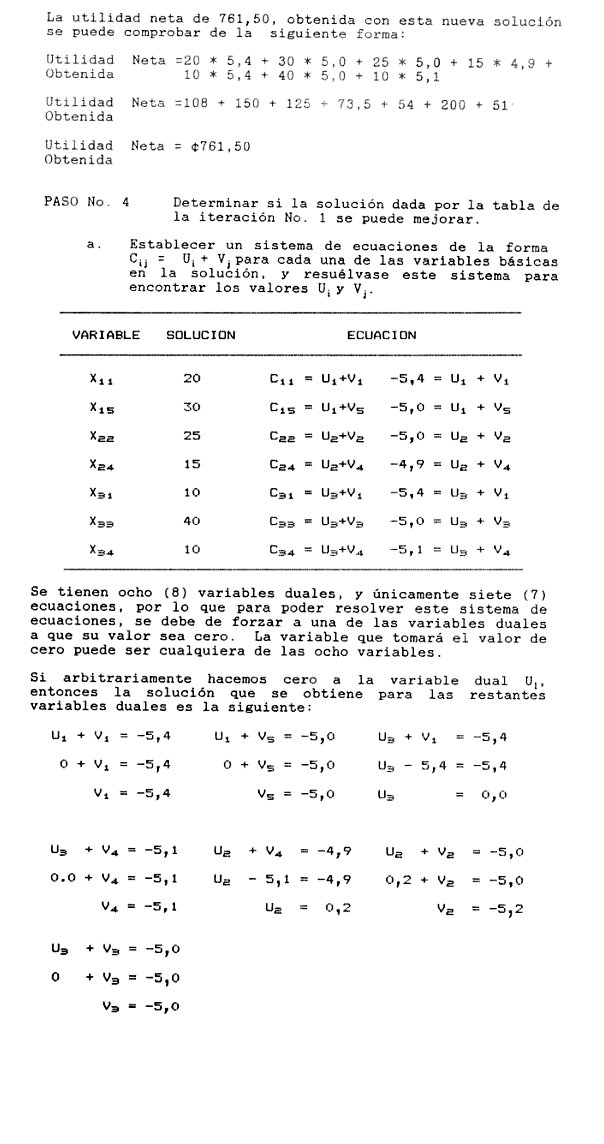 La utilidad neta de 761,50, obtenida con esta nueva solución
se puede comprobar de la siguiente forma:
Utilidad Neta =20 * 5,4 + 30 * 5,0 + 25 * 5,0 + 15 * 4,9 +
Obtenida 10 * 5,4 + 40 * 5,0 + 10 * 5,1
Utilidad Neta =108 + 150 + 125 + 73,5 + 54 + 200 + 51
Obtenida
Utilidad Neta = ¢761,50
Obtenida
PASO No. 4 Determinar si la solución dada por la tabla de
la iteración No. 1 se puede mejorar.
a. Establecer un sistema de ecuaciones de la forma
Cᵢⱼ = Uᵢ + Vⱼ para cada una de las variables básicas
en la solución, y resuélvase este sistema para
encontrar los valores Uᵢ y Vⱼ.
VARIABLE SOLUCION ECUACION
X₁₁ 20 C₁₁ = U₁+V₁ -5,4 = U₁ + V₁
X₁₅ 30 C₁₅ = U₁+V₅ -5,0 = U₁ + V₅
X₂₂ 25 C₂₂ = U₂+V₂ -5,0 = U₂ + V₂
X₂₄ 15 C₂₄ = U₂+V₄ -4,9 = U₂ + V₄
X₃₁ 10 C₃₁ = U₃+V₁ -5,4 = U₃ + V₁
X₃₃ 40 C₃₃ = U₃+V₃ -5,0 = U₃ + V₃
X₃₄ 10 C₃₄ = U₃+V₄ -5,1 = U₃ + V₄
Se tienen ocho (8) variables duales, y únicamente siete (7)
ecuaciones, por lo que para poder resolver este sistema de
ecuaciones, se debe de forzar a una de las variables duales
a que su valor sea cero. La variable que tomará el valor de
cero puede ser cualquiera de las ocho variables.
Si arbitrariamente hacemos cero a la variable dual U₁,
entonces la solución que se obtiene para las restantes
variables duales es la siguiente:
U₁ + V₁ = -5,4 U₁ + V₅ = -5,0 U₃ + V₁ = -5,4
0 + V₁ = -5,4 0 + V₅ = -5,0 U₃ - 5,4 = -5,4
V₁ = -5,4 V₅ = -5,0 U₃ = 0,0
U₃ + V₄ = -5,1 U₂ + V₄ = -4,9 U₂ + V₂ = -5,0
0.0 + V₄ = -5,1 U₂ - 5,1 = -4,9 0,2 + V₂ = -5,0
V₄ = -5,1 U₂ = 0,2 V₂ = -5,2
U₃ + V₃ = -5,0
0 + V₃ = -5,0
V₃ = -5,0